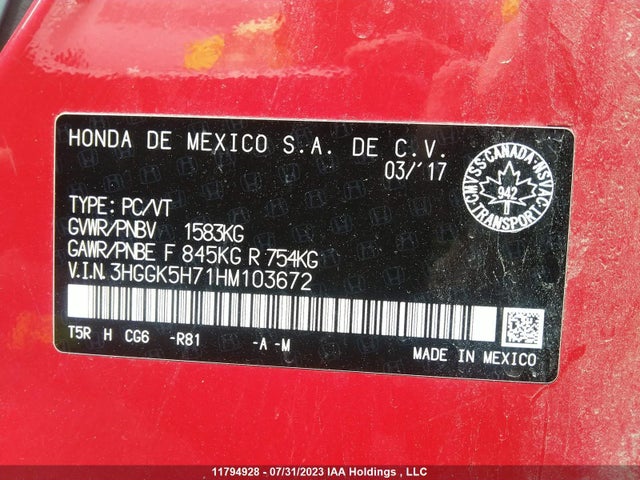 HONDA DE MEXICO S.A. DE C.V.
03/'17
CMVSS·CANADA·NSVAC
942
TRANSPORT
TYPE: PC/VT
GVWR/PNBV 1583KG
GAWR/PNBE F 845KG R 754KG
V.I.N. 3HGGK5H71HM103672
T5R H CG6 -R81 -A -M
MADE IN MEXICO
11794928 - 07/31/2023 IAA Holdings , LLC